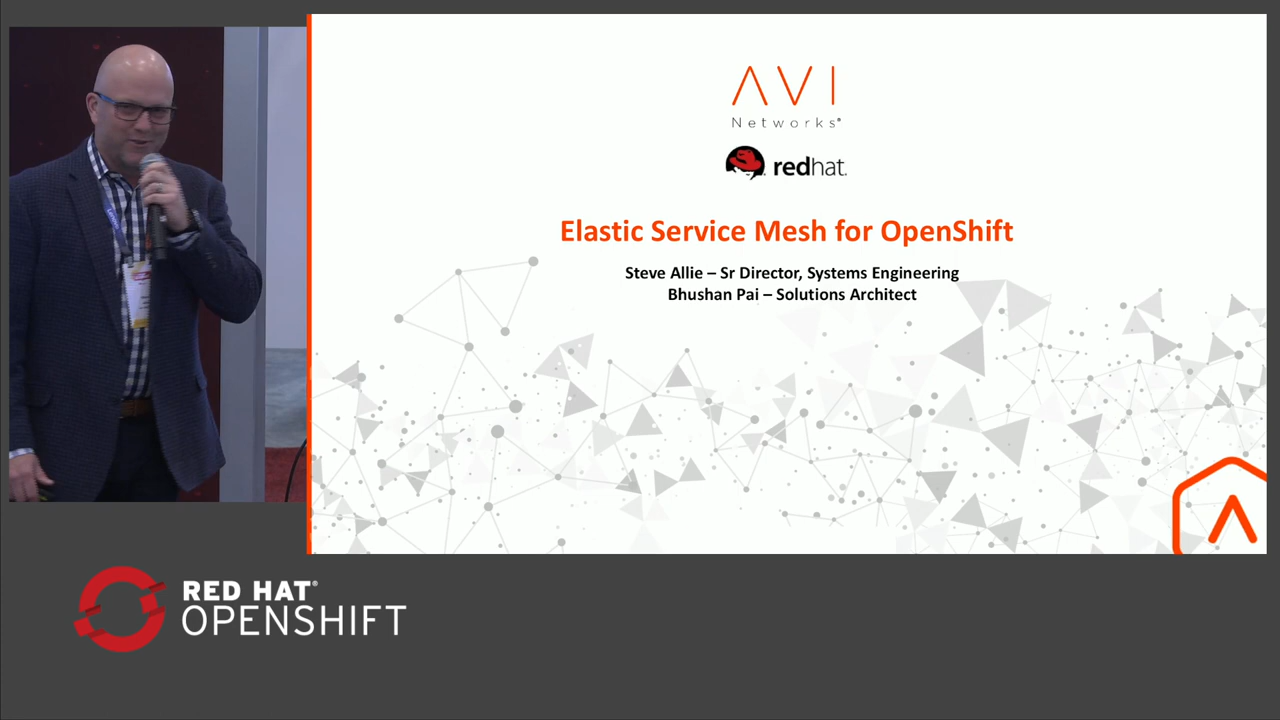 AVI
Networks®
redhat.
Elastic Service Mesh for OpenShift
Steve Allie – Sr Director, Systems Engineering
Bhushan Pai – Solutions Architect
RED HAT®
OPENSHIFT